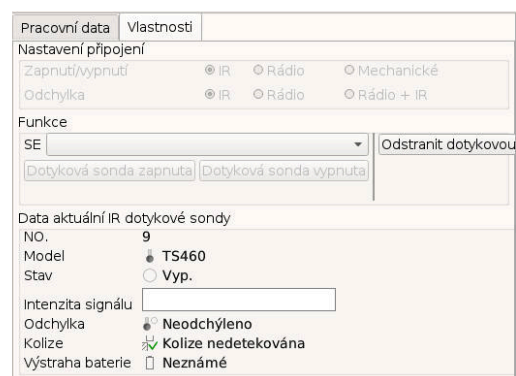 Pracovní data Vlastnosti
Nastavení připojení
Zapnutí/vypnutí IR Rádio Mechanické
Odchylka IR Rádio Rádio + IR
Funkce
SE Odstranit dotykovou
Dotyková sonda zapnuta Dotyková sonda vypnuta
Data aktuální IR dotykové sondy
NO. 9
Model TS460
Stav Vyp.
Intenzita signálu
Odchylka Neodchýleno
Kolize Kolize nedetekována
Výstraha baterie Neznámé